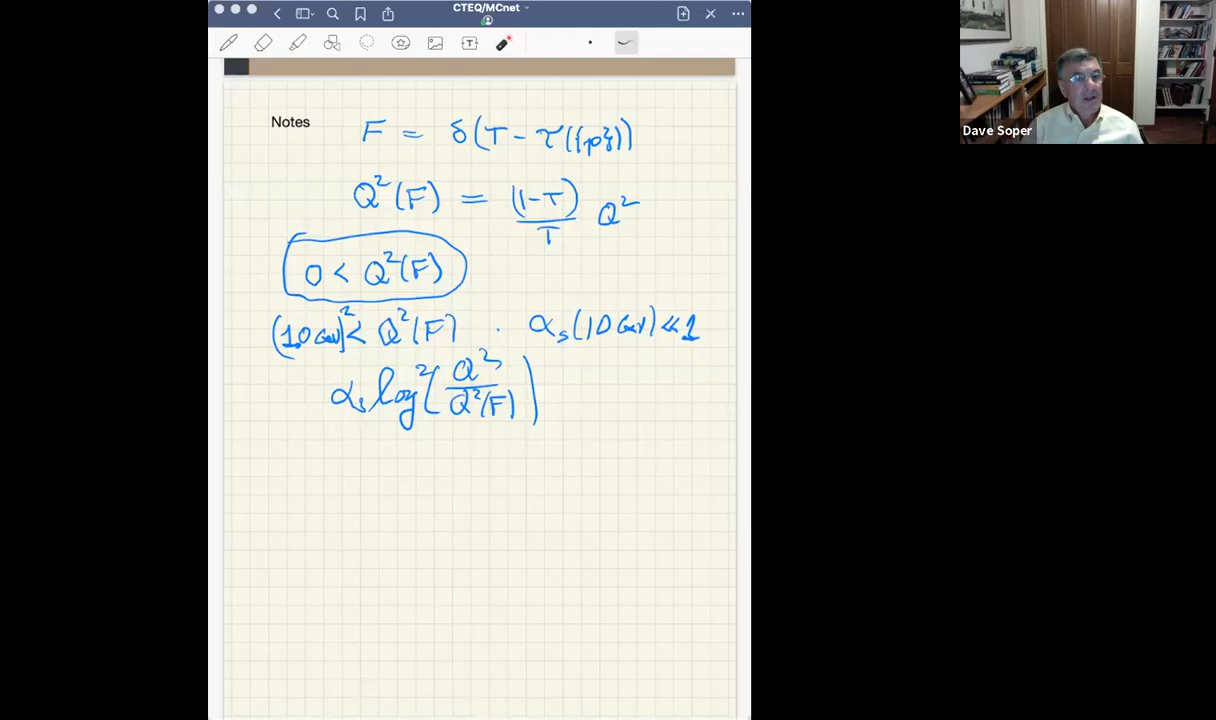 CTEQ/MCnet
Notes
F = δ(T - τ({p}))
Q²(F) = (1-T)/T Q²
0 < Q²(F)
(10 GeV)² < Q²(F) . αs(10 GeV) ≪ 1
αs log²(Q²/Q²(F))
Dave Soper